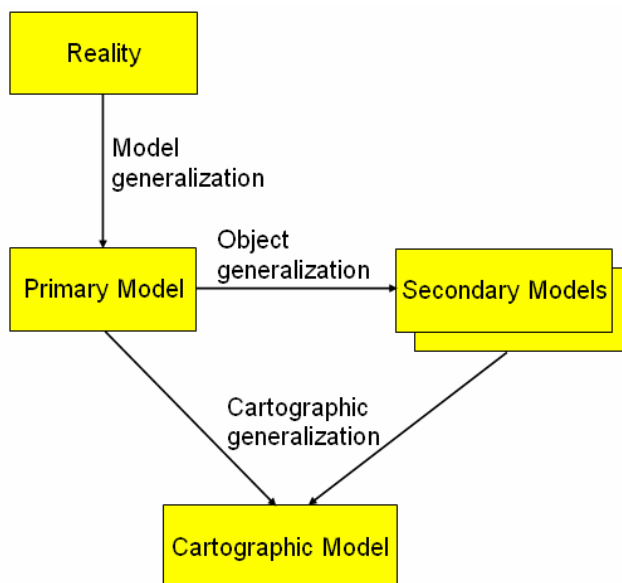 Reality
Model
generalization
Object
generalization
Primary Model
Secondary Models
Cartographic
generalization
Cartographic Model